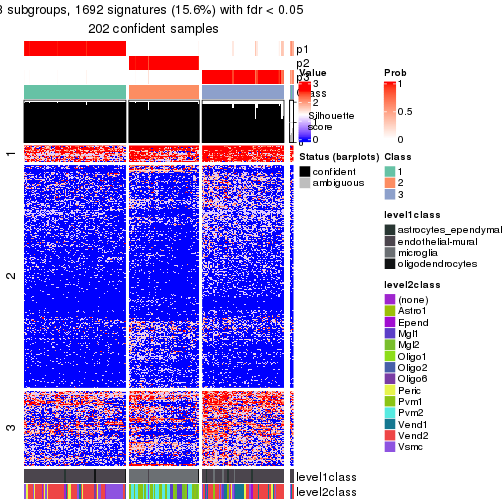 3 subgroups, 1692 signatures (15.6%) with fdr < 0.05
202 confident samples
p1
p2
p3
Class
Silhouette
score
1
2
3
level1class
level2class
Value
3
2
1
0
Status (barplots)
confident
ambiguous
Prob
1
0.5
0
Class
1
2
3
level1class
astrocytes_ependymal
endothelial-mural
microglia
oligodendrocytes
level2class
(none)
Astro1
Epend
Mgl1
Mgl2
Oligo1
Oligo2
Oligo6
Peric
Pvm1
Pvm2
Vend1
Vend2
Vsmc